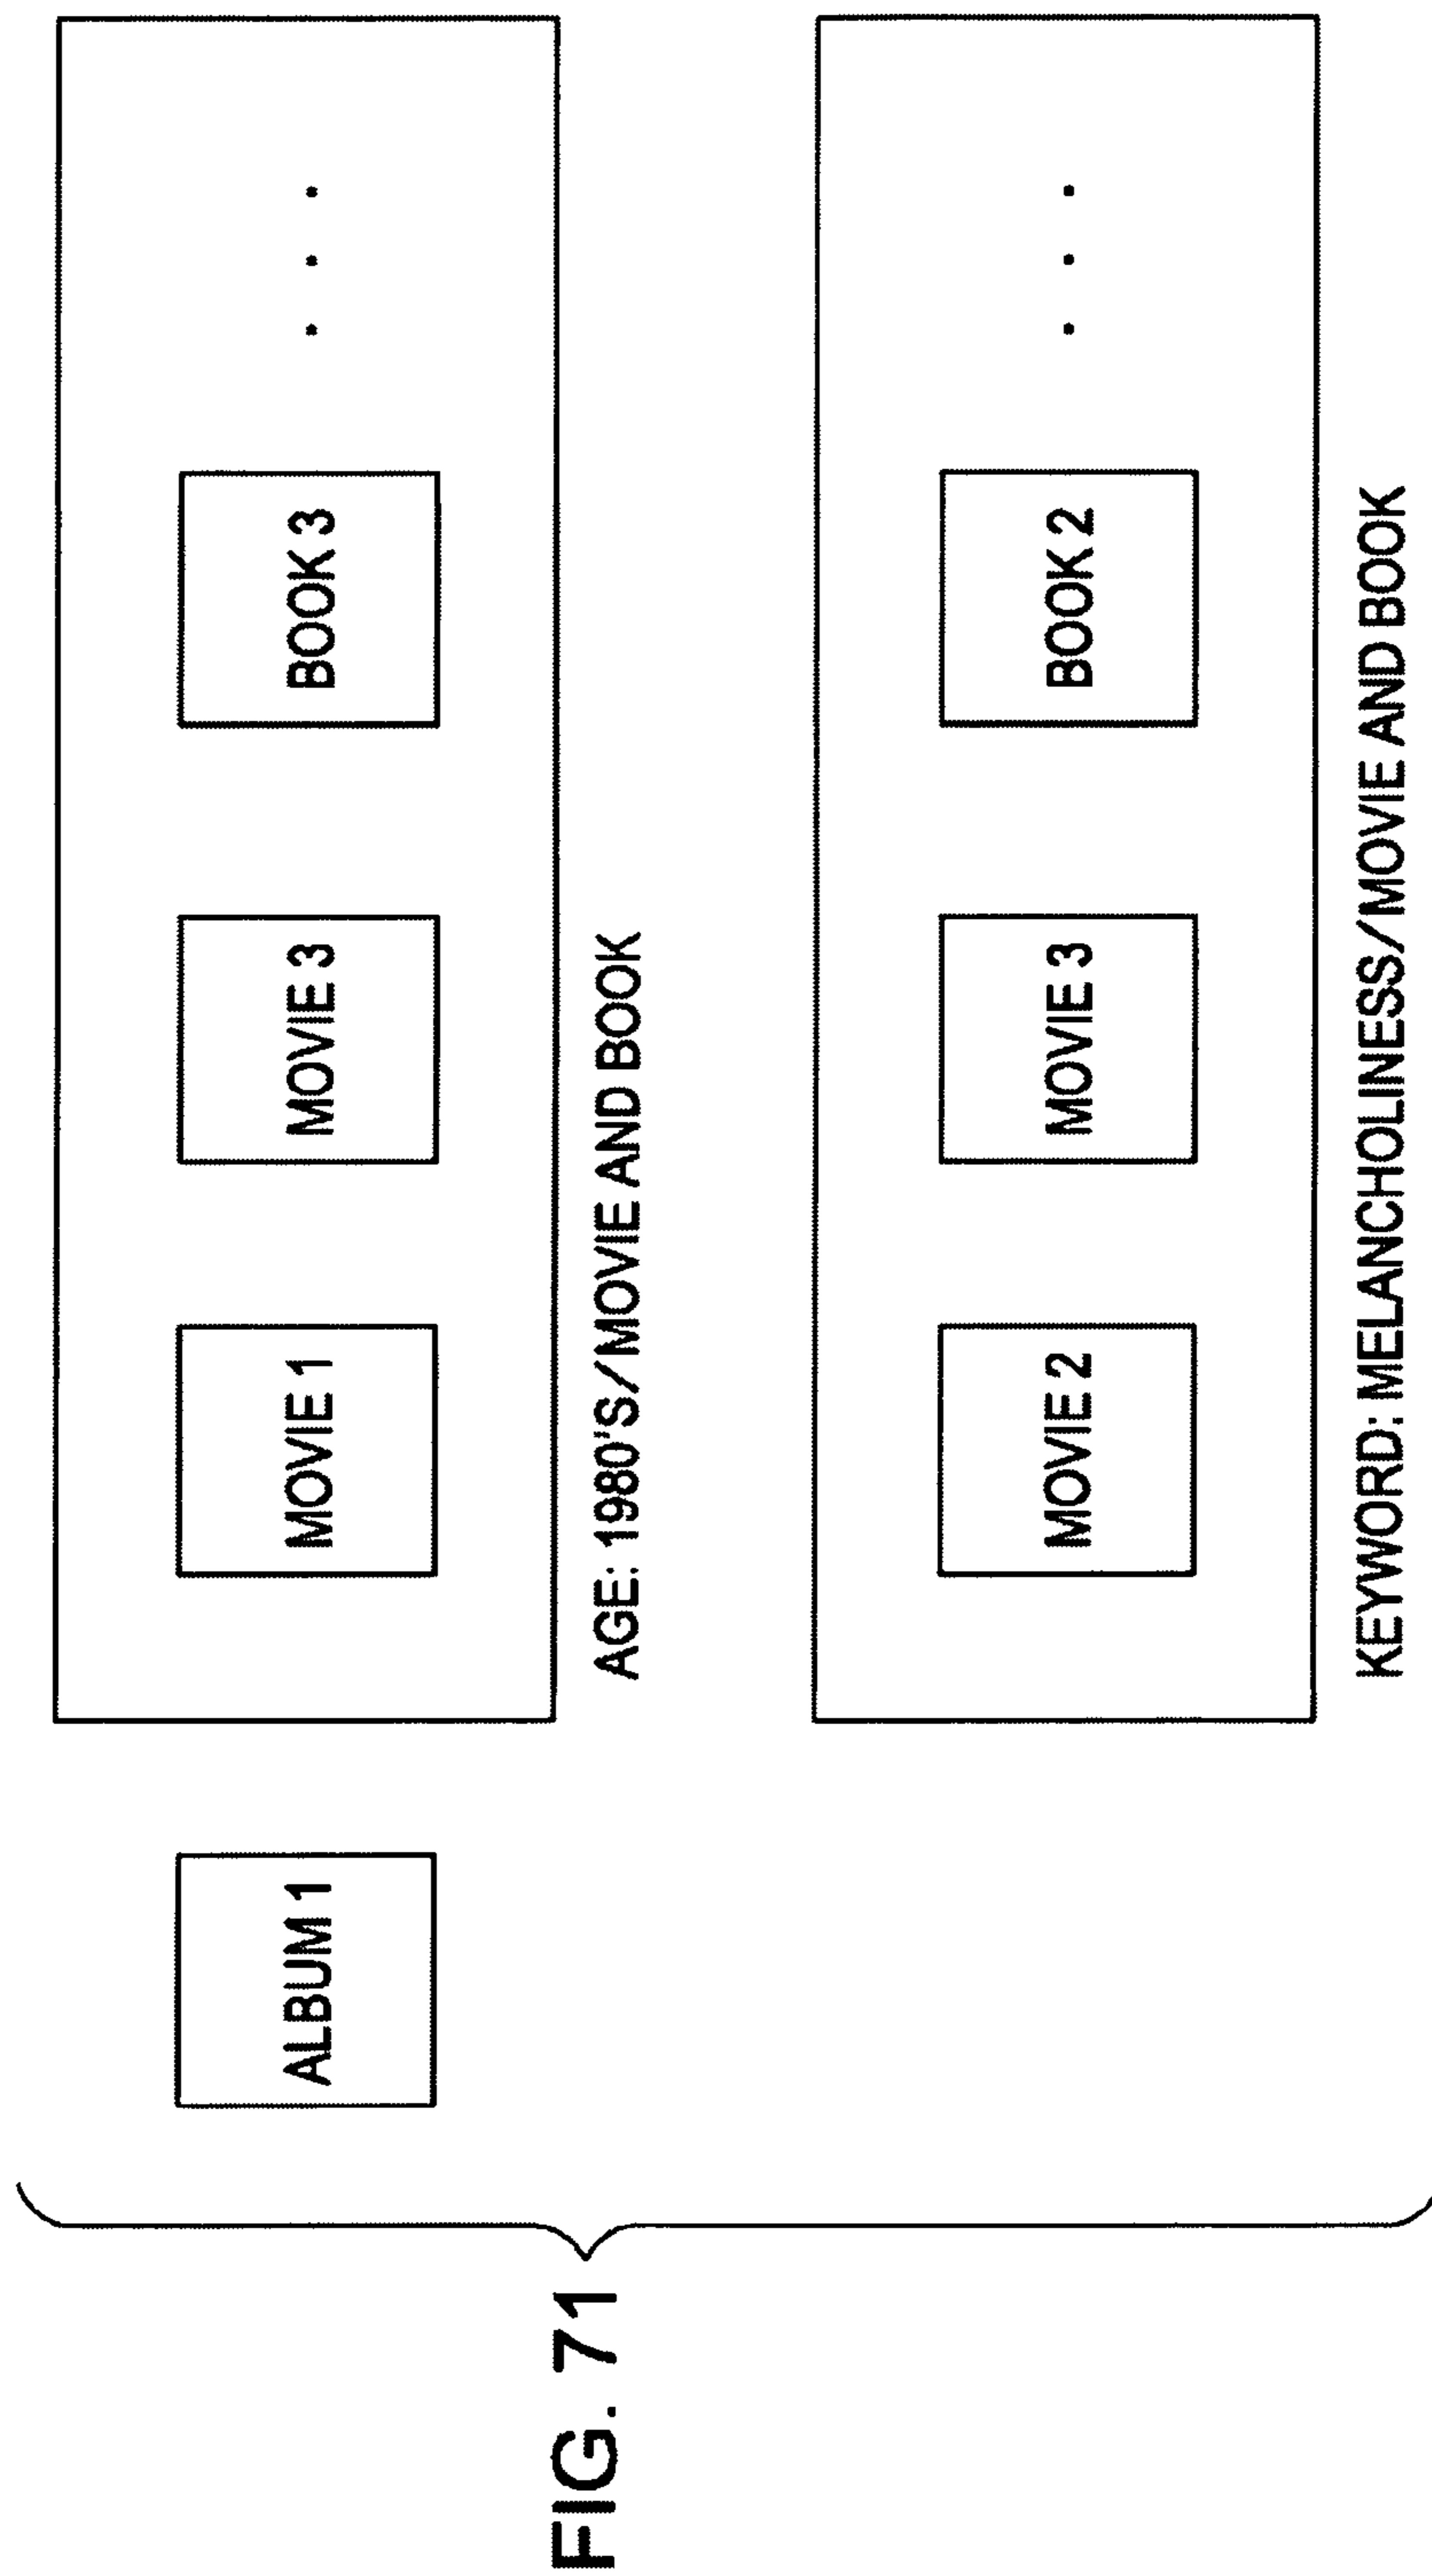 FIG. 71
ALBUM 1
MOVIE 1
MOVIE 3
BOOK 3
. . .
AGE: 1980'S/MOVIE AND BOOK
MOVIE 2
MOVIE 3
BOOK 2
. . .
KEYWORD: MELANCHOLINESS/MOVIE AND BOOK